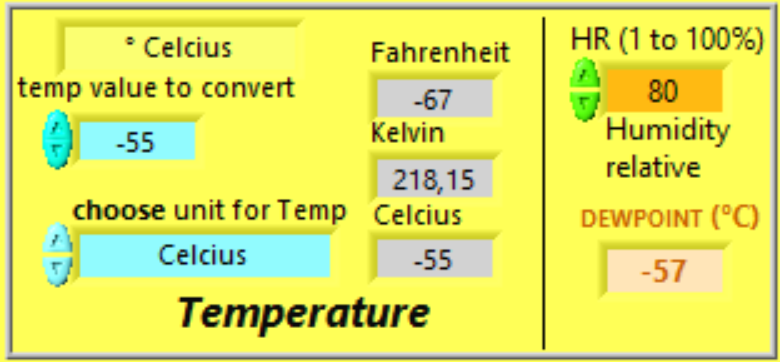 ° Celcius
temp value to convert
-55
choose unit for Temp
Celcius
Fahrenheit
-67
Kelvin
218,15
Celcius
-55
Temperature
HR (1 to 100%)
80
Humidity
relative
DEWPOINT (°C)
-57